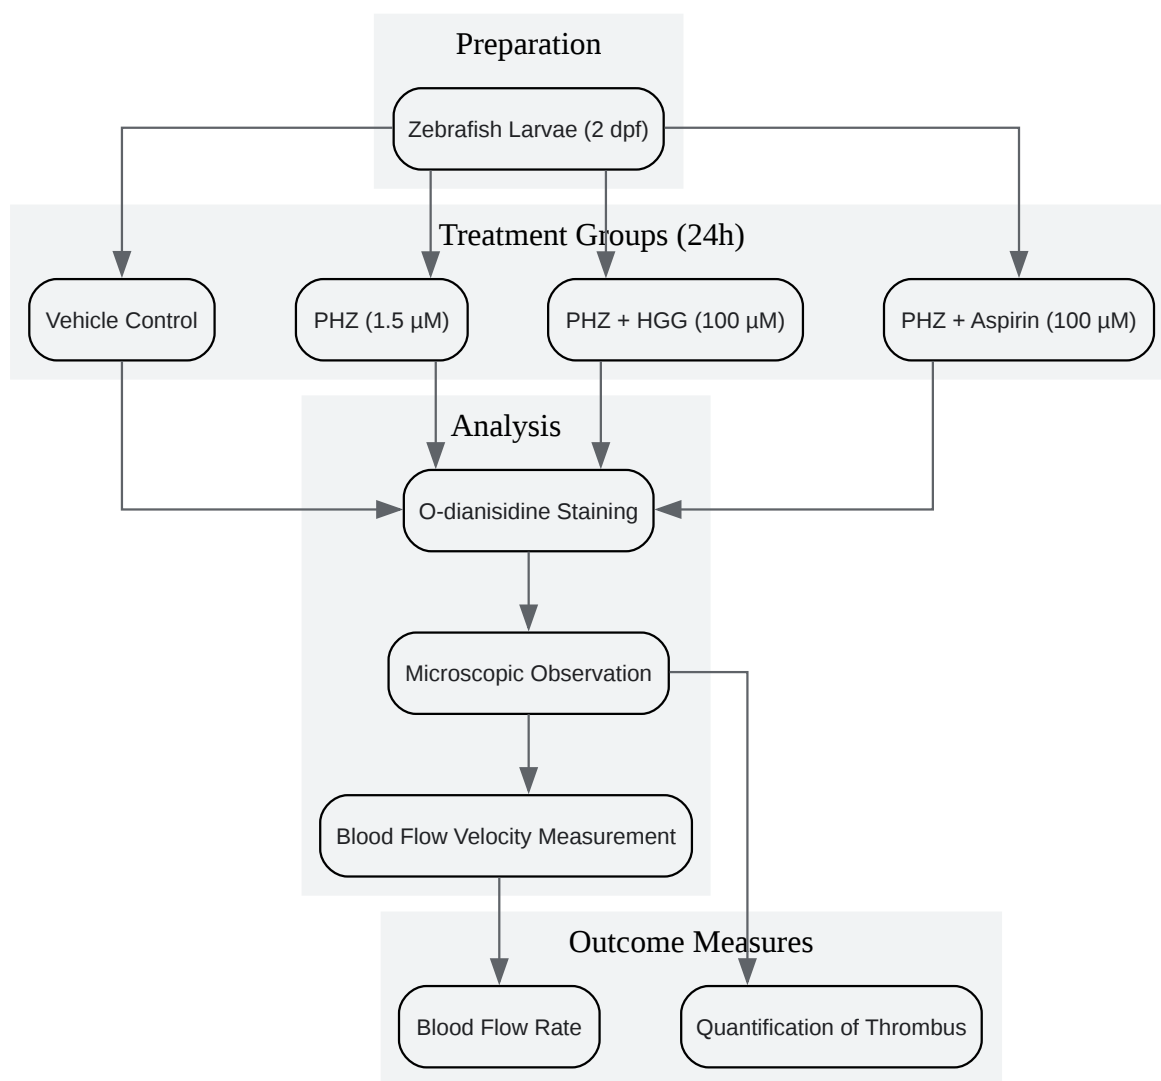 Preparation
Zebrafish Larvae (2 dpf)
Treatment Groups (24h)
Vehicle Control
PHZ (1.5 µM)
PHZ + HGG (100 µM)
PHZ + Aspirin (100 µM)
Analysis
O-dianisidine Staining
Microscopic Observation
Blood Flow Velocity Measurement
Outcome Measures
Blood Flow Rate
Quantification of Thrombus